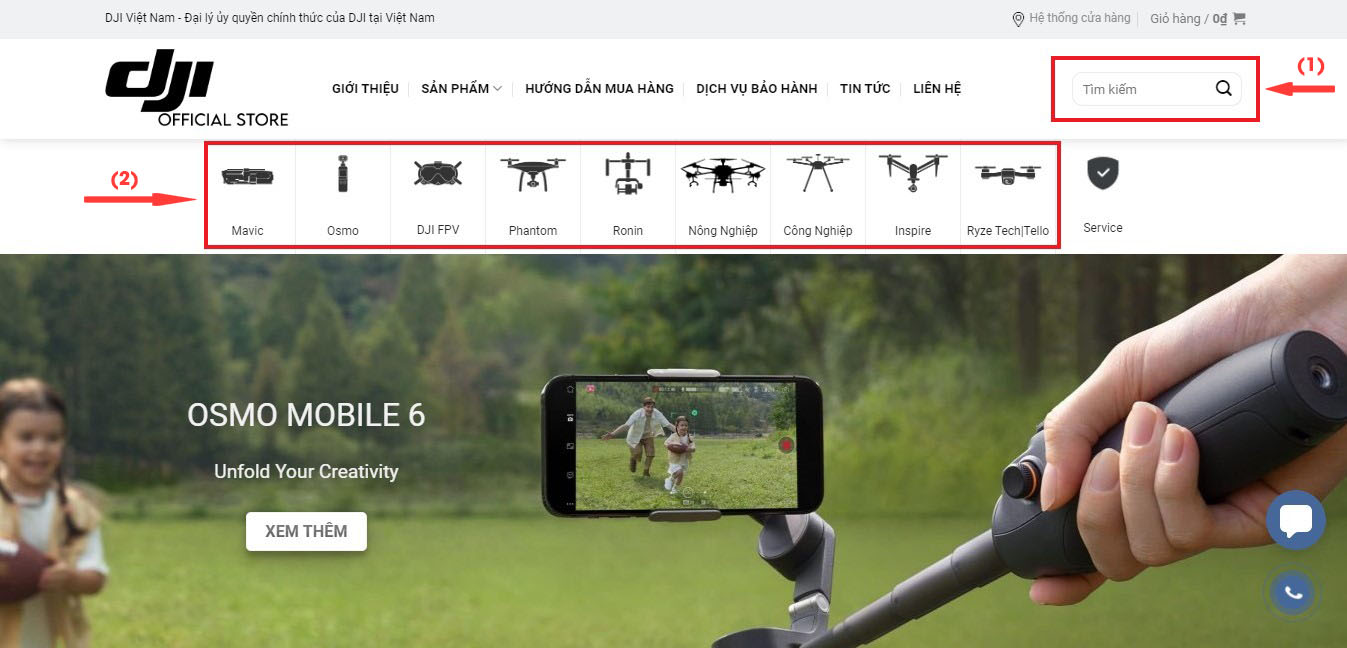 DJI Việt Nam - Đại lý ủy quyền chính thức của DJI tại Việt Nam
Hệ thống cửa hàng
Giỏ hàng / 0₫
dji
OFFICIAL STORE
GIỚI THIỆU
SẢN PHẨM
HƯỚNG DẪN MUA HÀNG
DỊCH VỤ BẢO HÀNH
TIN TỨC
LIÊN HỆ
Tìm kiếm
(1)
(2)
Mavic
Osmo
DJI FPV
Phantom
Ronin
Nông Nghiệp
Công Nghiệp
Inspire
Ryze Tech|Tello
Service
OSMO MOBILE 6
Unfold Your Creativity
XEM THÊM